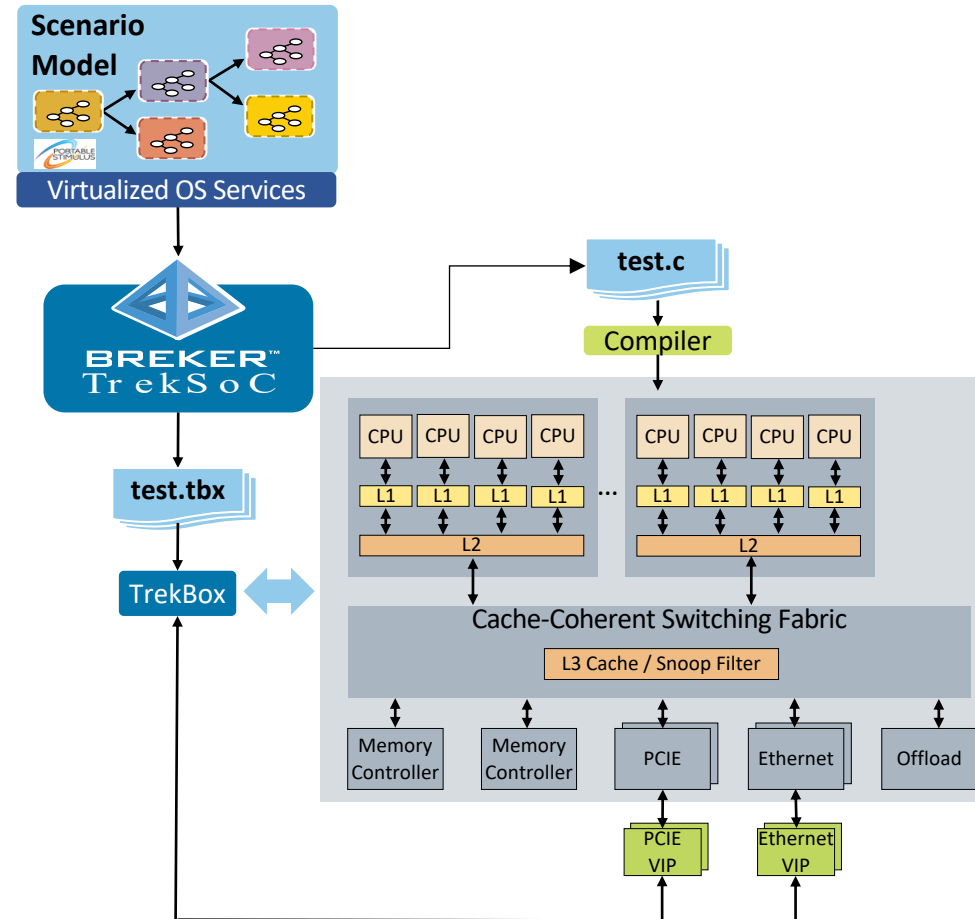 Scenario
Model
PORTABLE
STIMULUS
Virtualized OS Services
BREKER™
TrekSoC
test.c
Compiler
test.tbx
TrekBox
CPU CPU CPU CPU
L1 L1 L1 L1
L2
...
CPU CPU CPU CPU
L1 L1 L1 L1
L2
Cache-Coherent Switching Fabric
L3 Cache / Snoop Filter
Memory
Controller
Memory
Controller
PCIE
Ethernet
Offload
PCIE
VIP
Ethernet
VIP